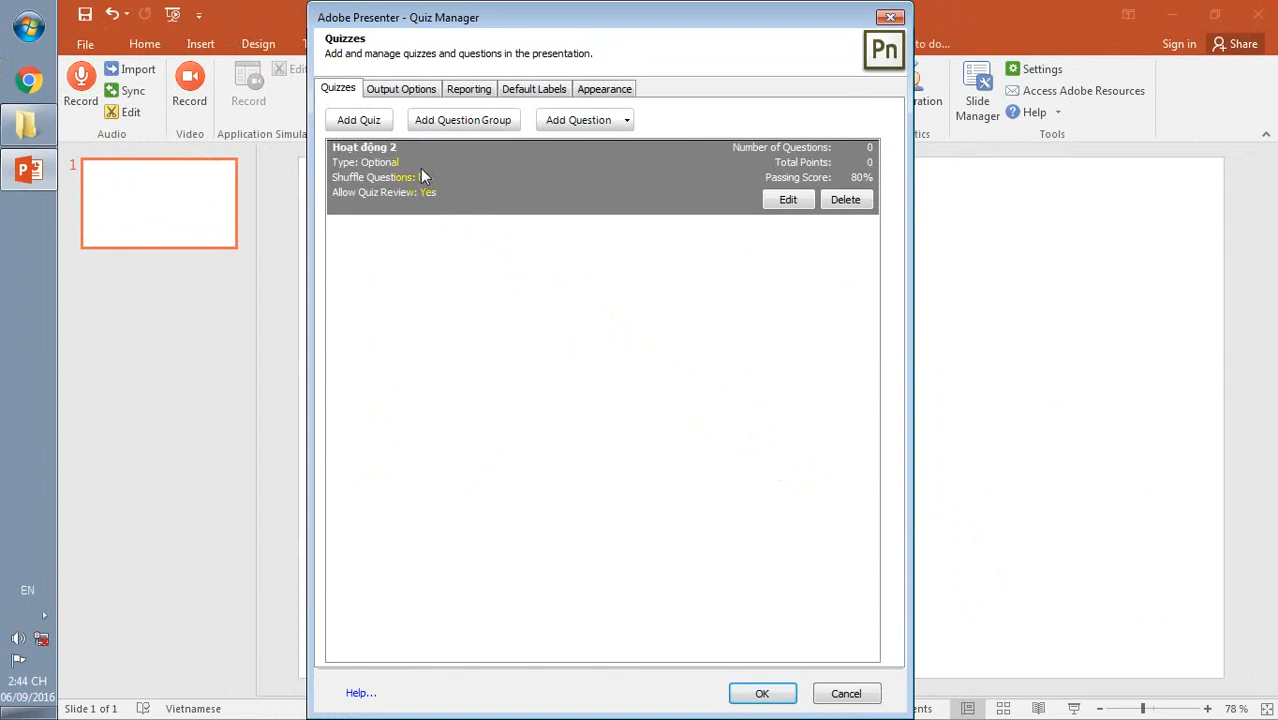 Adobe Presenter - Quiz Manager
File
Home
Insert
Design
to do...
Sign in
Share
Record
Import
Sync
Edit
Audio
Record
Video
Record
Edi
Application Simula
Quizzes
Add and manage quizzes and questions in the presentation.
Pn
Quizzes
Output Options
Reporting
Default Labels
Appearance
Add Quiz
Add Question Group
Add Question
Hoạt động 2
Type: Optional
Shuffle Questions:
Allow Quiz Review: Yes
Number of Questions: 0
Total Points: 0
Passing Score: 80%
Edit
Delete
Help...
OK
Cancel
ration
tics
Slide
Manager
Settings
Access Adobe Resources
Help
Tools
1
EN
2:44 CH
06/09/2016
Slide 1 of 1
Vietnamese
ents
78 %